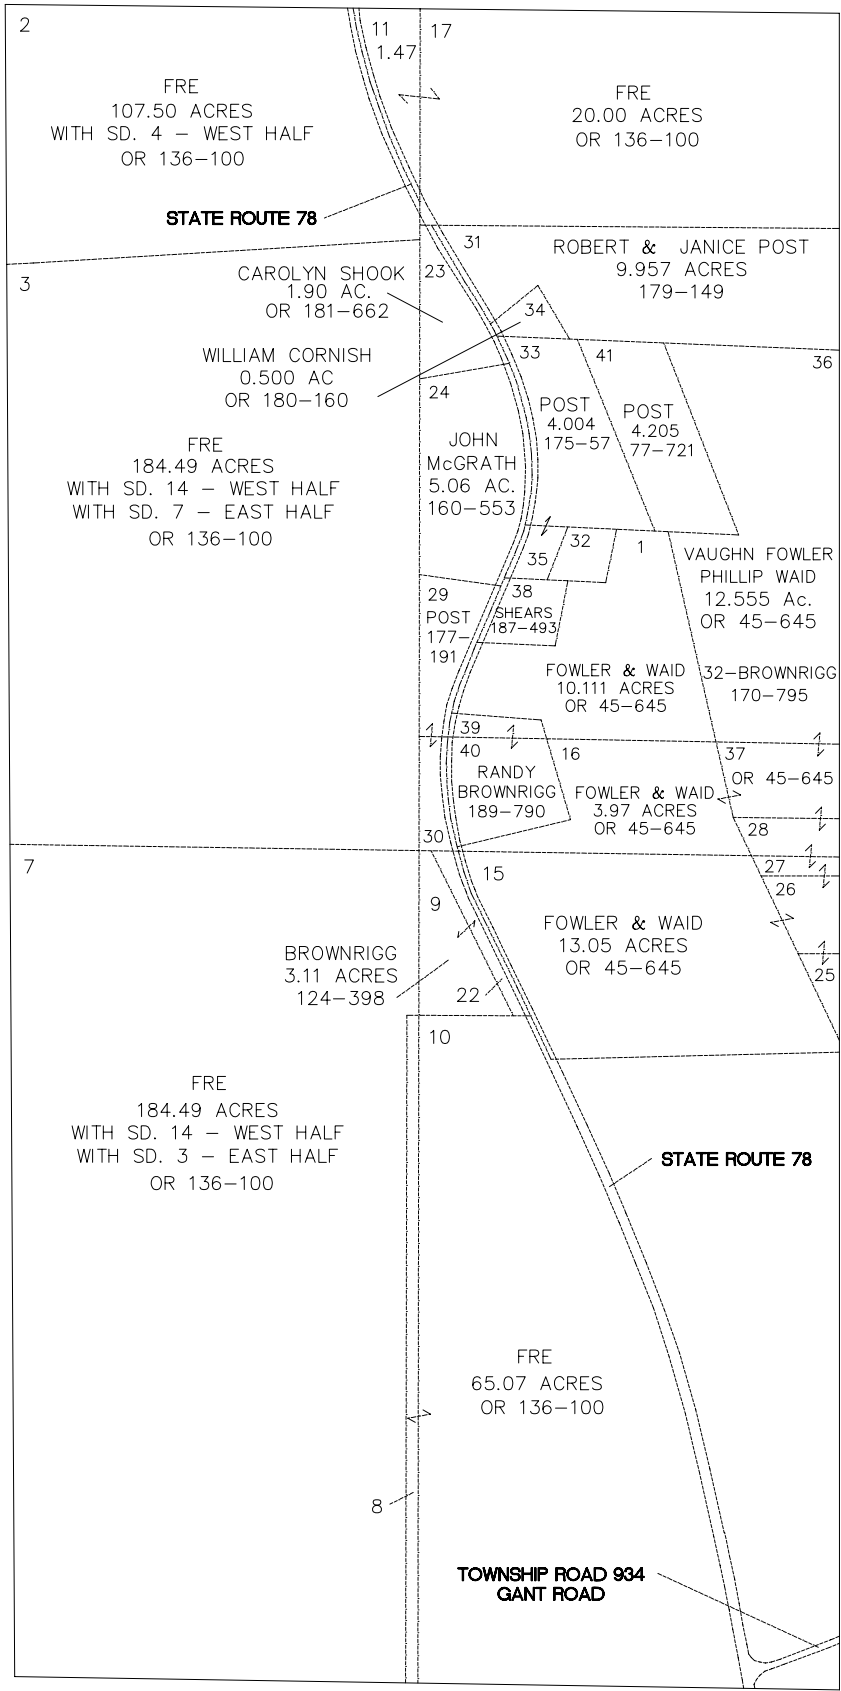 2
11
17
1.47
FRE
107.50 ACRES
WITH SD. 4 – WEST HALF
OR 136–100
FRE
20.00 ACRES
OR 136–100
STATE ROUTE 78
31
ROBERT & JANICE POST
9.957 ACRES
179–149
3
CAROLYN SHOOK
1.90 AC.
OR 181–662
23
34
WILLIAM CORNISH
0.500 AC
OR 180–160
33
41
36
24
POST
4.004
175–57
POST
4.205
77–721
FRE
184.49 ACRES
WITH SD. 14 – WEST HALF
WITH SD. 7 – EAST HALF
OR 136–100
JOHN
McGRATH
5.06 AC.
160–553
35
32
1
VAUGHN FOWLER
PHILLIP WAID
12.555 Ac.
OR 45–645
29
POST
177–
191
38
SHEARS
187–493
FOWLER & WAID
10.111 ACRES
OR 45–645
32–BROWNRIGG
170–795
39
40
16
37
RANDY
BROWNRIGG
189–790
FOWLER & WAID
3.97 ACRES
OR 45–645
OR 45–645
30
28
7
15
27
26
9
FOWLER & WAID
13.05 ACRES
OR 45–645
BROWNRIGG
3.11 ACRES
124–398
22
25
10
FRE
184.49 ACRES
WITH SD. 14 – WEST HALF
WITH SD. 3 – EAST HALF
OR 136–100
STATE ROUTE 78
FRE
65.07 ACRES
OR 136–100
8
TOWNSHIP ROAD 934
GANT ROAD